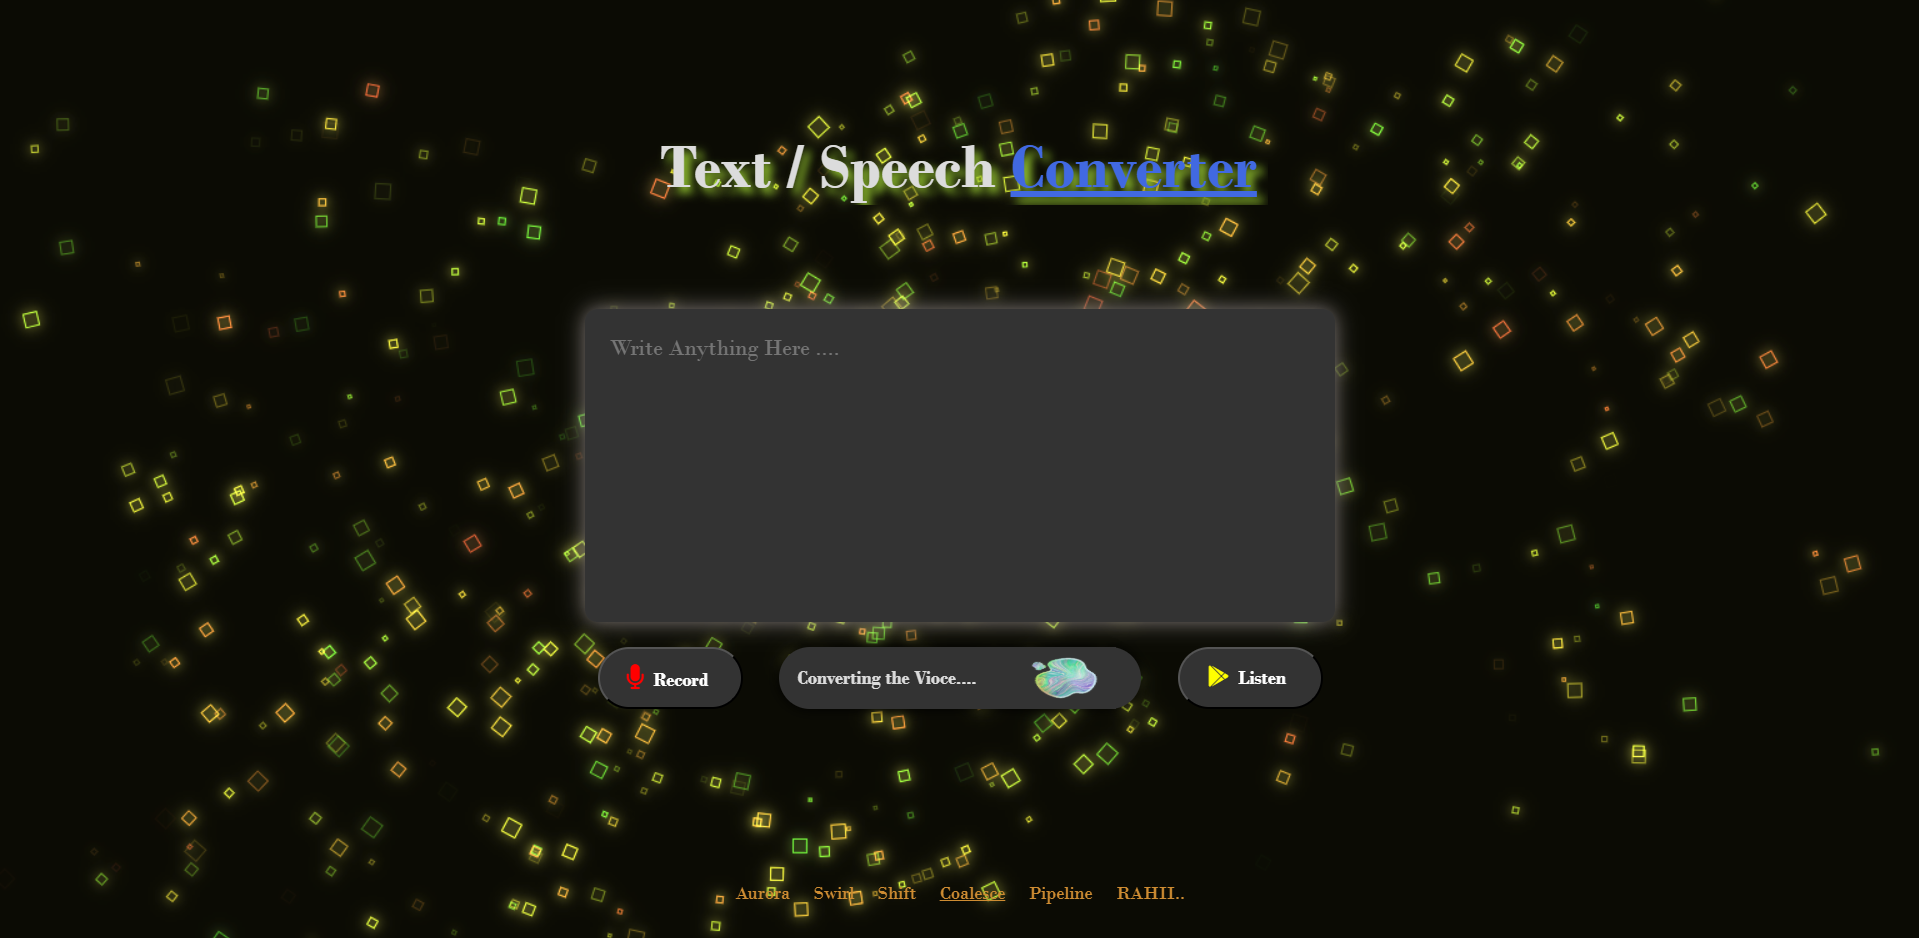 Text / Speech Converter
Write Anything Here ....
Record
Converting the Vioce....
Listen
Aurora Swirl Shift Coalesce Pipeline RAHII..